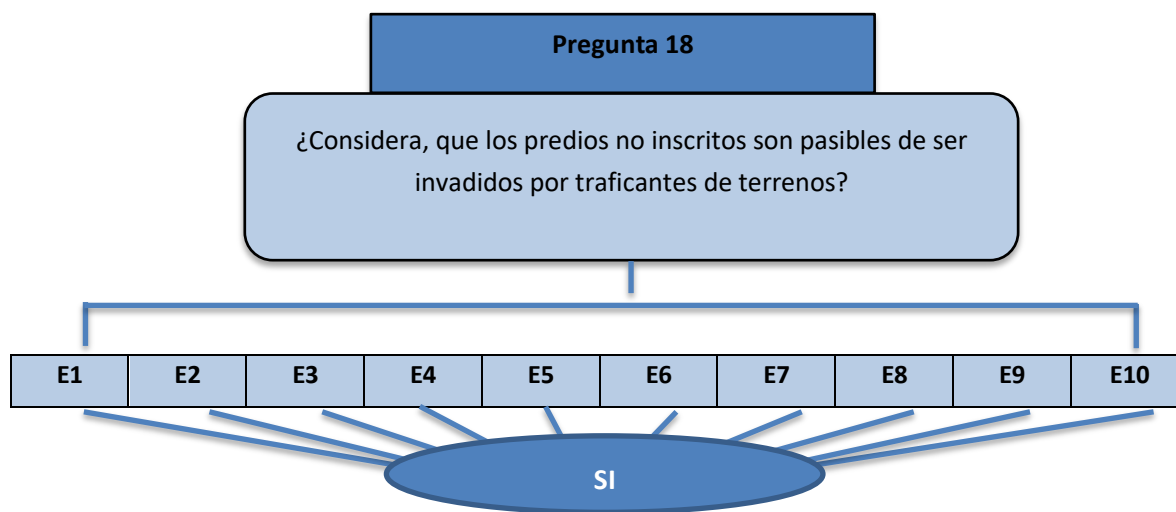 Pregunta 18
¿Considera, que los predios no inscritos son pasibles de ser
invadidos por traficantes de terrenos?
E1 E2 E3 E4 E5 E6 E7 E8 E9 E10
SI